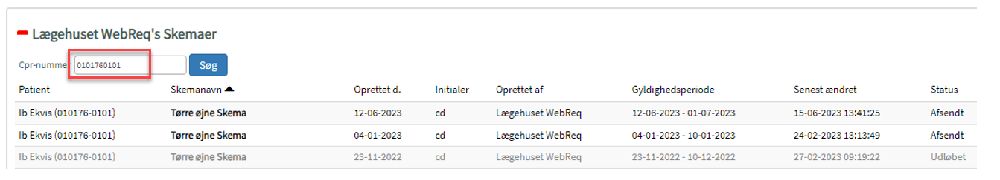 Lægehuset WebReq's Skemaer
Cpr-numme 0101760101 Søg
Patient Skemanavn Oprettet d. Initialer Oprettet af Gyldighedsperiode Senest ændret Status
Ib Ekvis (010176-0101) Tørre øjne Skema 12-06-2023 cd Lægehuset WebReq 12-06-2023 - 01-07-2023 15-06-2023 13:41:25 Afsendt
Ib Ekvis (010176-0101) Tørre øjne Skema 04-01-2023 cd Lægehuset WebReq 04-01-2023 - 10-01-2023 24-02-2023 13:13:49 Afsendt
Ib Ekvis (010176-0101) Tørre øjne Skema 23-11-2022 cd Lægehuset WebReq 23-11-2022 - 10-12-2022 27-02-2023 09:19:22 Udløbet